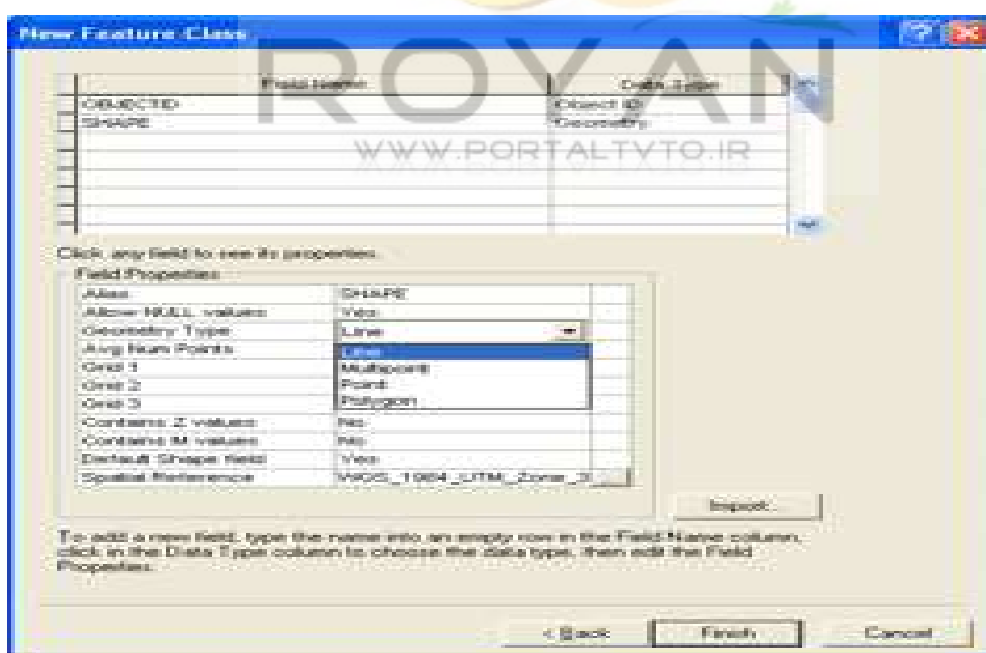 New Feature Class
ROYAN
Field Name Data Type
OBJECTID Object ID
SHAPE Geometry
WWW.PORTALTVTO.IR
Click any field to see its properties.
Field Properties
Alias SHAPE
Allow NULL values Yes
Geometry Type Line
Avg Num Points Line
Grid 1 Multipoint
Grid 2 Point
Grid 3 Polygon
Contains Z values No
Contains M values No
Default Shape field Yes
Spatial Reference WGS_1984_UTM_Zone_3 ...
Import...
To add a new field, type the name into an empty row in the Field Name column,
click in the Data Type column to choose the data type, then edit the Field
Properties.
< Back Finish Cancel